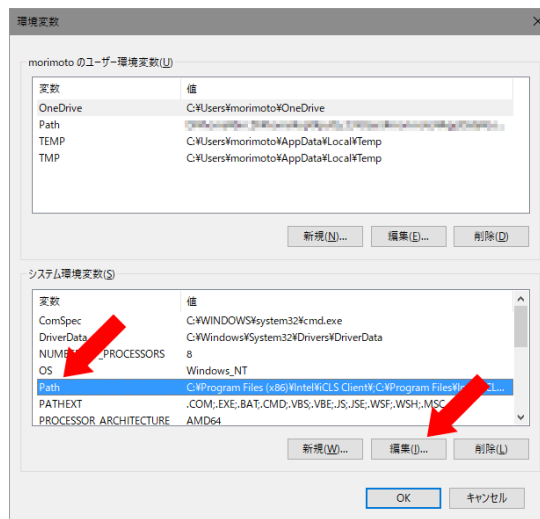 環境変数
morimoto のユーザー環境変数(U)
変数 値
OneDrive C:¥Users¥morimoto¥OneDrive
Path
TEMP C:¥Users¥morimoto¥AppData¥Local¥Temp
TMP C:¥Users¥morimoto¥AppData¥Local¥Temp
新規(N)... 編集(E)... 削除(D)
システム環境変数(S)
変数 値
ComSpec C:¥WINDOWS¥system32¥cmd.exe
DriverData C:¥Windows¥System32¥Drivers¥DriverData
PROCESSORS 8
OS Windows_NT
Path C:¥Program Files (x86)¥Intel¥iCLS Client¥;C:¥Program
PATHEXT .COM;.EXE;.BAT;.CMD;.VBS;.VBE;.JS;.JSE;.WSF;.WSH;.MSC
PROCESSOR ARCHITECTURE AMD64
新規(W)... 編集(I)... 削除(L)
OK キャンセル